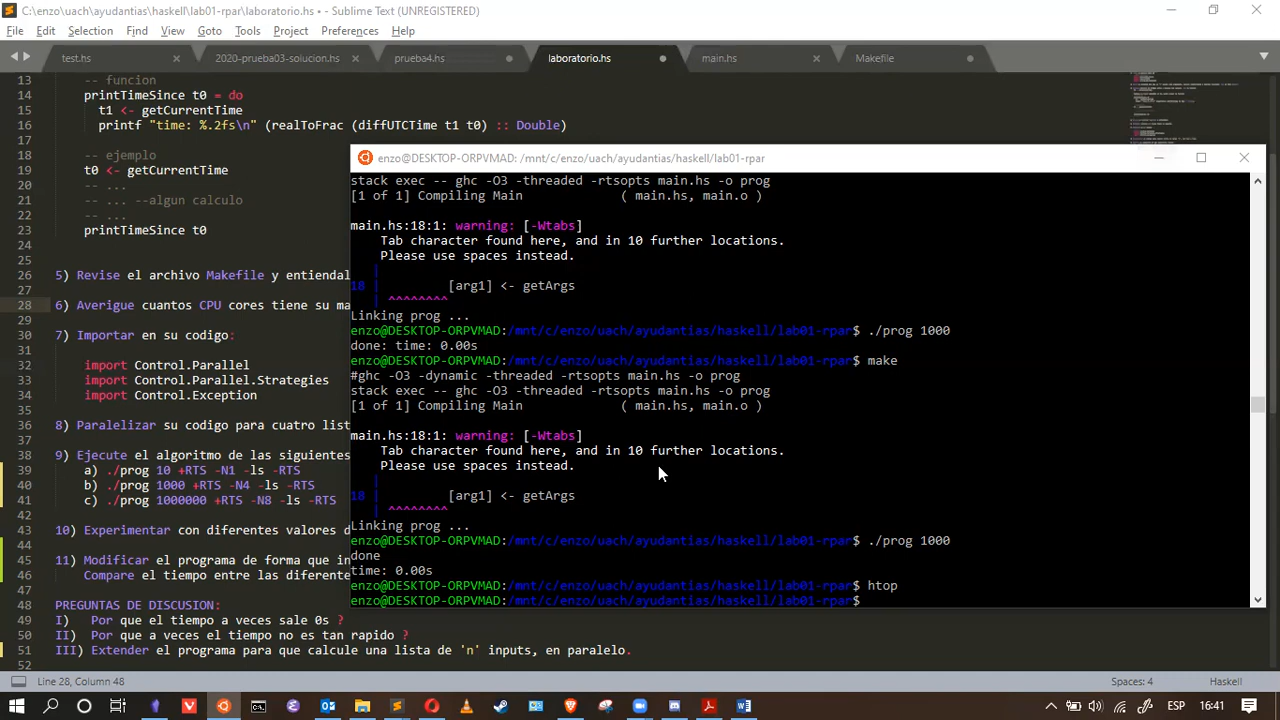 C:\enzo\uach\ayudantias\haskell\lab01-rpar\laboratorio.hs • - Sublime Text (UNREGISTERED)
File Edit Selection Find View Goto Tools Project Preferences Help
test.hs 2020-prueba03-solucion.hs prueba4.hs laboratorio.hs main.hs Makefile
13 -- funcion
14 printTimeSince t0 = do
15 t1 <- getCurrentTime
16 printf "time: %.2fs\n" (realToFrac (diffUTCTime t1 t0) :: Double)
17
18 -- ejemplo
19 t0 <- getCurrentTime
20 -- ...
21 -- ... --algun calculo
22 -- ...
23 printTimeSince t0
24
25
26 5) Revise el archivo Makefile y entiendal
27
28 6) Averigue cuantos CPU cores tiene su ma
29
30 7) Importar en su codigo:
31
32 import Control.Parallel
33 import Control.Parallel.Strategies
34 import Control.Exception
35
36 8) Paralelizar su codigo para cuatro list
37
38 9) Ejecute el algoritmo de las siguientes
39 a) ./prog 10 +RTS -N1 -ls -RTS
40 b) ./prog 1000 +RTS -N4 -ls -RTS
41 c) ./prog 1000000 +RTS -N8 -ls -RTS
42
43 10) Experimentar con diferentes valores d
44
45 11) Modificar el programa de forma que in
46 Compare el tiempo entre las diferente
47
48 PREGUNTAS DE DISCUSION:
49 I) Por que el tiempo a veces sale 0s ?
50 II) Por que a veces el tiempo no es tan rapido ?
51 III) Extender el programa para que calcule una lista de 'n' inputs, en paralelo.
52
enzo@DESKTOP-ORPVMAD: /mnt/c/enzo/uach/ayudantias/haskell/lab01-rpar
stack exec -- ghc -O3 -threaded -rtsopts main.hs -o prog
[1 of 1] Compiling Main ( main.hs, main.o )
main.hs:18:1: warning: [-Wtabs]
Tab character found here, and in 10 further locations.
Please use spaces instead.
|
18 | [arg1] <- getArgs
| ^^^^^^^^
Linking prog ...
enzo@DESKTOP-ORPVMAD:/mnt/c/enzo/uach/ayudantias/haskell/lab01-rpar$ ./prog 1000
done: time: 0.00s
enzo@DESKTOP-ORPVMAD:/mnt/c/enzo/uach/ayudantias/haskell/lab01-rpar$ make
#ghc -O3 -dynamic -threaded -rtsopts main.hs -o prog
stack exec -- ghc -O3 -threaded -rtsopts main.hs -o prog
[1 of 1] Compiling Main ( main.hs, main.o )
main.hs:18:1: warning: [-Wtabs]
Tab character found here, and in 10 further locations.
Please use spaces instead.
|
18 | [arg1] <- getArgs
| ^^^^^^^^
Linking prog ...
enzo@DESKTOP-ORPVMAD:/mnt/c/enzo/uach/ayudantias/haskell/lab01-rpar$ ./prog 1000
done
time: 0.00s
enzo@DESKTOP-ORPVMAD:/mnt/c/enzo/uach/ayudantias/haskell/lab01-rpar$ htop
enzo@DESKTOP-ORPVMAD:/mnt/c/enzo/uach/ayudantias/haskell/lab01-rpar$
Line 28, Column 48 Spaces: 4 Haskell
ESP 16:41